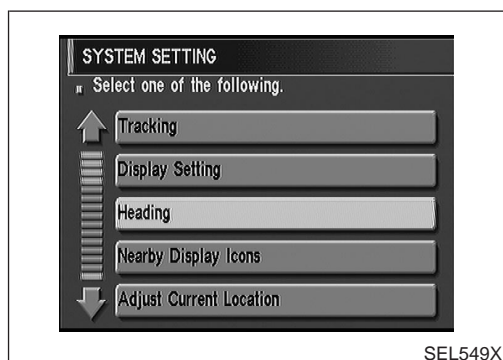 SYSTEM SETTING
Select one of the following.
Tracking
Display Setting
Heading
Nearby Display Icons
Adjust Current Location
SEL549X